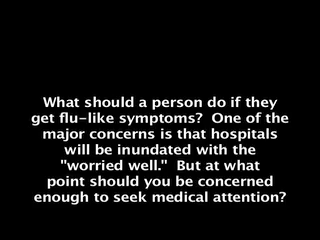 What should a person do if they
get flu-like symptoms?  One of the
major concerns is that hospitals
will be inundated with the
"worried well."  But at what
point should you be concerned
enough to seek medical attention?